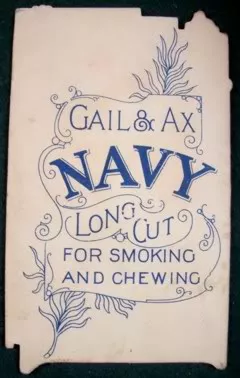 GAIL & AX
NAVY
LONG CUT
FOR SMOKING
AND CHEWING